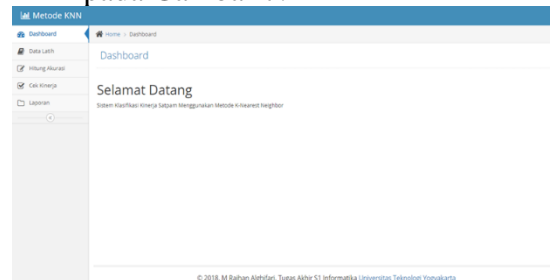 Metode KNN
Dashboard
Data Latih
Hitung Akurasi
Cek Kinerja
Laporan
Home > Dashboard
Dashboard
Selamat Datang
Sistem Klasifikasi Kinerja Satpam Menggunakan Metode K-Nearest Neighbor
© 2018, M Raihan Alghifari, Tugas Akhir S1 Informatika Universitas Teknologi Yogyakarta